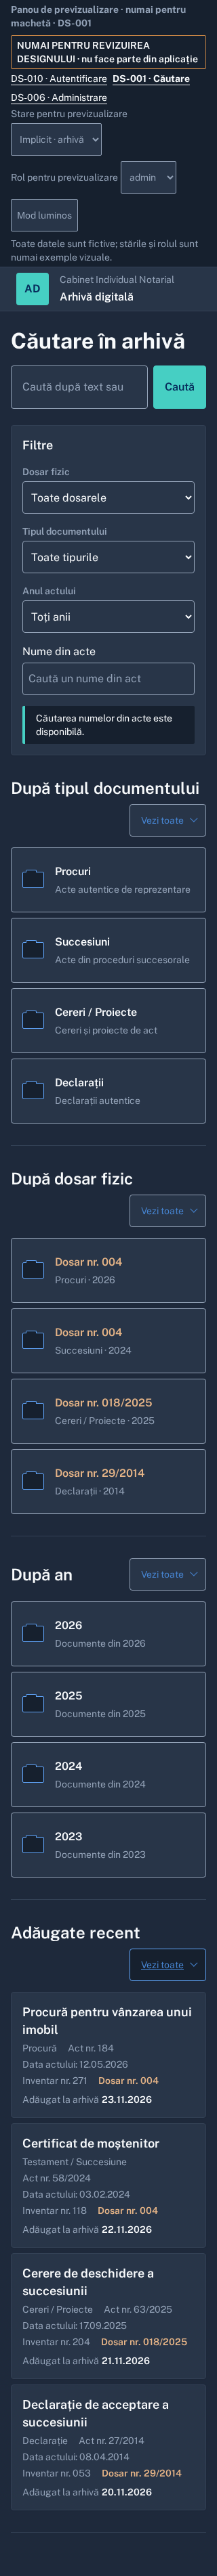 Panou de previzualizare · numai pentru
machetă · DS-001
NUMAI PENTRU REVIZUIREA
DESIGNULUI · nu face parte din aplicație
DS-010 · Autentificare DS-001 · Căutare
DS-006 · Administrare
Stare pentru previzualizare
Implicit · arhivă
Rol pentru previzualizare admin
Mod luminos
Toate datele sunt fictive; stările și rolul sunt
numai exemple vizuale.
AD
Cabinet Individual Notarial
Arhivă digitală
Căutare în arhivă
Caută după text sau
Caută
Filtre
Dosar fizic
Toate dosarele
Tipul documentului
Toate tipurile
Anul actului
Toți anii
Nume din acte
Caută un nume din act
Căutarea numelor din acte este
disponibilă.
După tipul documentului
Vezi toate
Procuri
Acte autentice de reprezentare
Succesiuni
Acte din proceduri succesorale
Cereri / Proiecte
Cereri și proiecte de act
Declarații
Declarații autentice
După dosar fizic
Vezi toate
Dosar nr. 004
Procuri · 2026
Dosar nr. 004
Succesiuni · 2024
Dosar nr. 018/2025
Cereri / Proiecte · 2025
Dosar nr. 29/2014
Declarații · 2014
După an
Vezi toate
2026
Documente din 2026
2025
Documente din 2025
2024
Documente din 2024
2023
Documente din 2023
Adăugate recent
Vezi toate
Procură pentru vânzarea unui
imobil
Procură Act nr. 184
Data actului: 12.05.2026
Inventar nr. 271 Dosar nr. 004
Adăugat la arhivă 23.11.2026
Certificat de moștenitor
Testament / Succesiune
Act nr. 58/2024
Data actului: 03.02.2024
Inventar nr. 118 Dosar nr. 004
Adăugat la arhivă 22.11.2026
Cerere de deschidere a
succesiunii
Cereri / Proiecte Act nr. 63/2025
Data actului: 17.09.2025
Inventar nr. 204 Dosar nr. 018/2025
Adăugat la arhivă 21.11.2026
Declarație de acceptare a
succesiunii
Declarație Act nr. 27/2014
Data actului: 08.04.2014
Inventar nr. 053 Dosar nr. 29/2014
Adăugat la arhivă 20.11.2026